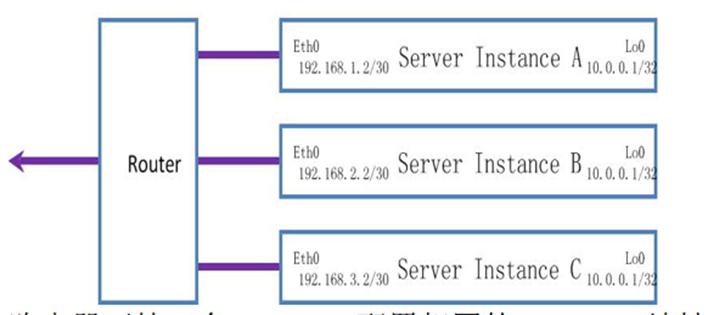 Eth0
Lo0
192.168.1.2/30
Server Instance A
10.0.0.1/32
Router
Eth0
Lo0
192.168.2.2/30
Server Instance B
10.0.0.1/32
Eth0
Lo0
192.168.3.2/30
Server Instance C
10.0.0.1/32